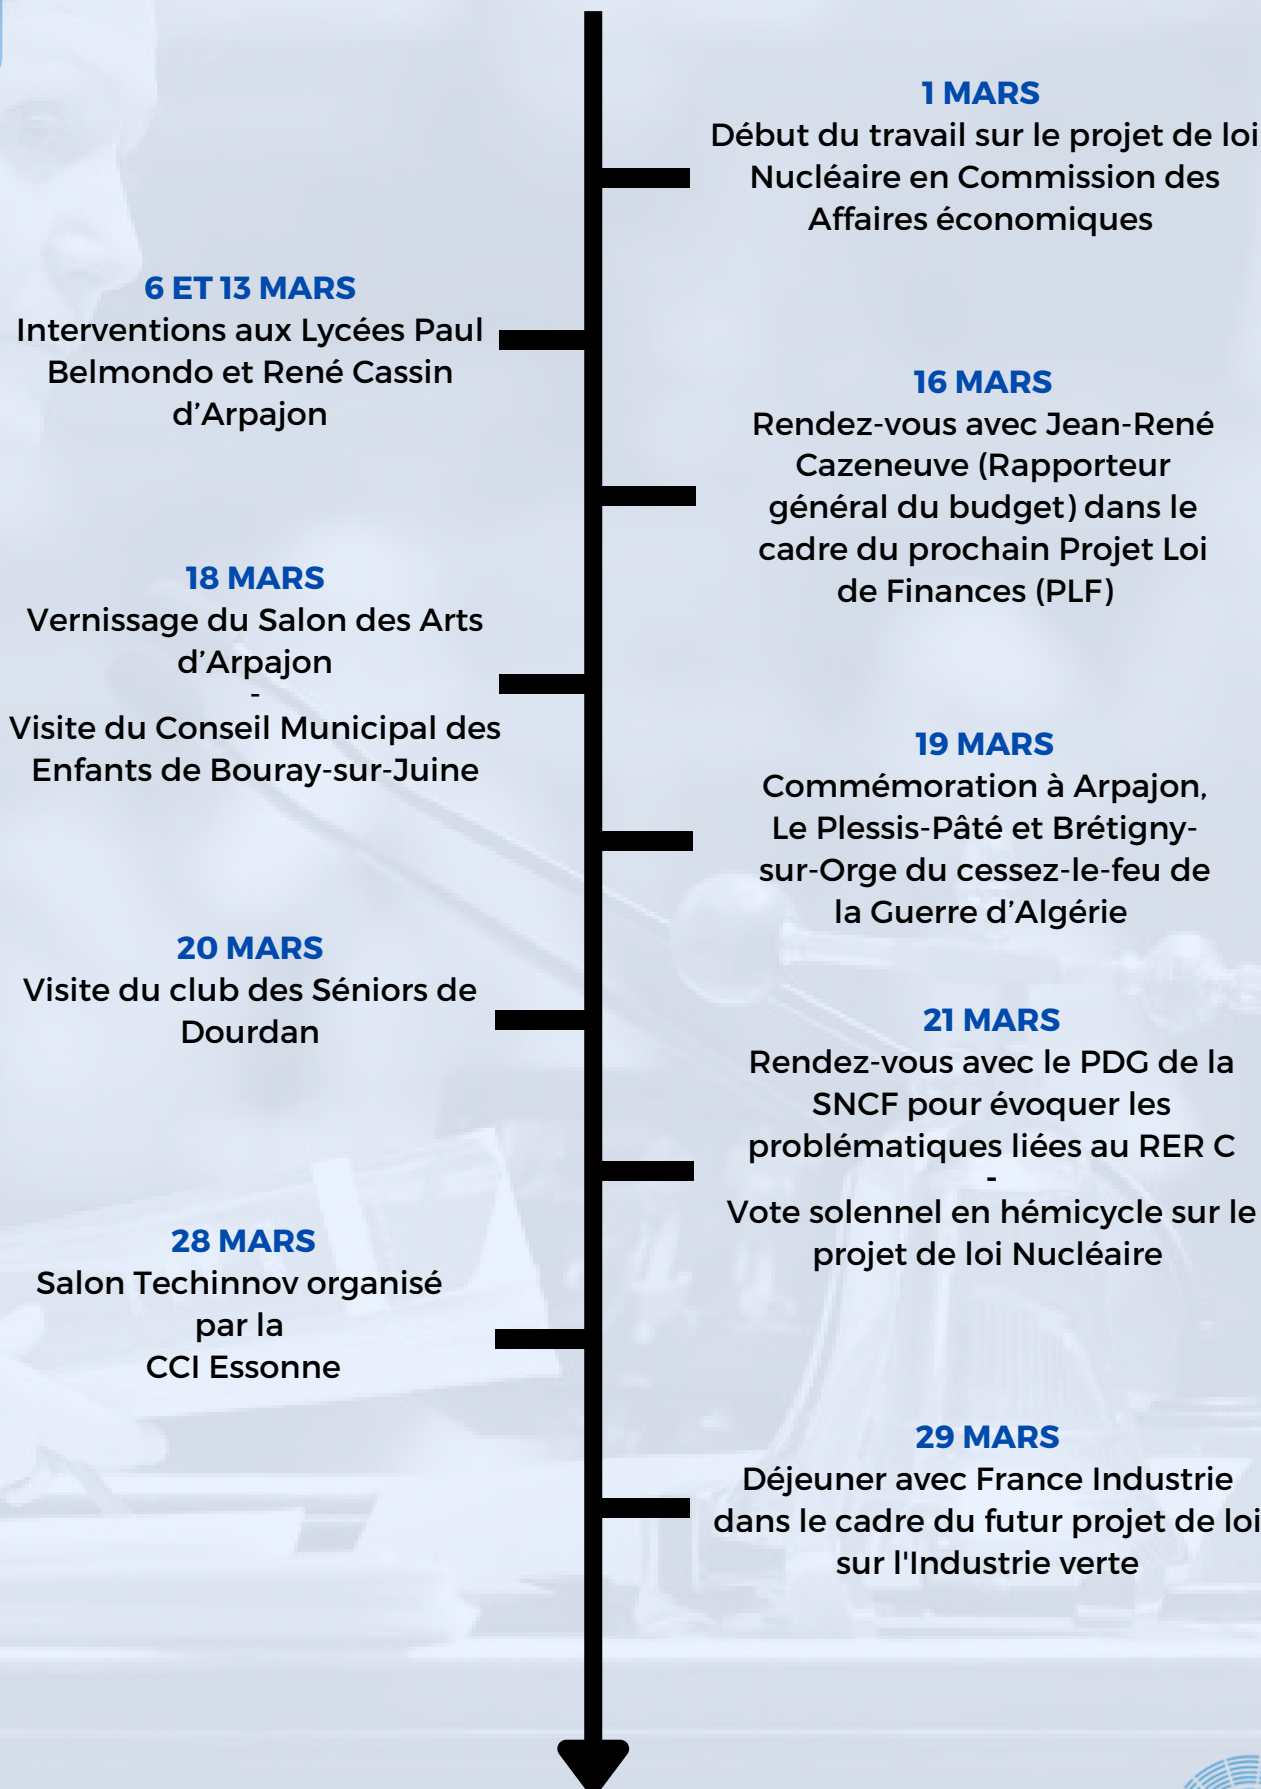 1 MARS
Début du travail sur le projet de loi
Nucléaire en Commission des
Affaires économiques
6 ET 13 MARS
Interventions aux Lycées Paul
Belmondo et René Cassin
d’Arpajon
16 MARS
Rendez-vous avec Jean-René
Cazeneuve (Rapporteur
général du budget) dans le
cadre du prochain Projet Loi
de Finances (PLF)
18 MARS
Vernissage du Salon des Arts
d’Arpajon
-
Visite du Conseil Municipal des
Enfants de Bouray-sur-Juine
19 MARS
Commémoration à Arpajon,
Le Plessis-Pâté et Brétigny-
sur-Orge du cessez-le-feu de
la Guerre d’Algérie
20 MARS
Visite du club des Séniors de
Dourdan
21 MARS
Rendez-vous avec le PDG de la
SNCF pour évoquer les
problématiques liées au RER C
-
Vote solennel en hémicycle sur le
projet de loi Nucléaire
28 MARS
Salon Techinnov organisé
par la
CCI Essonne
29 MARS
Déjeuner avec France Industrie
dans le cadre du futur projet de loi
sur l'Industrie verte